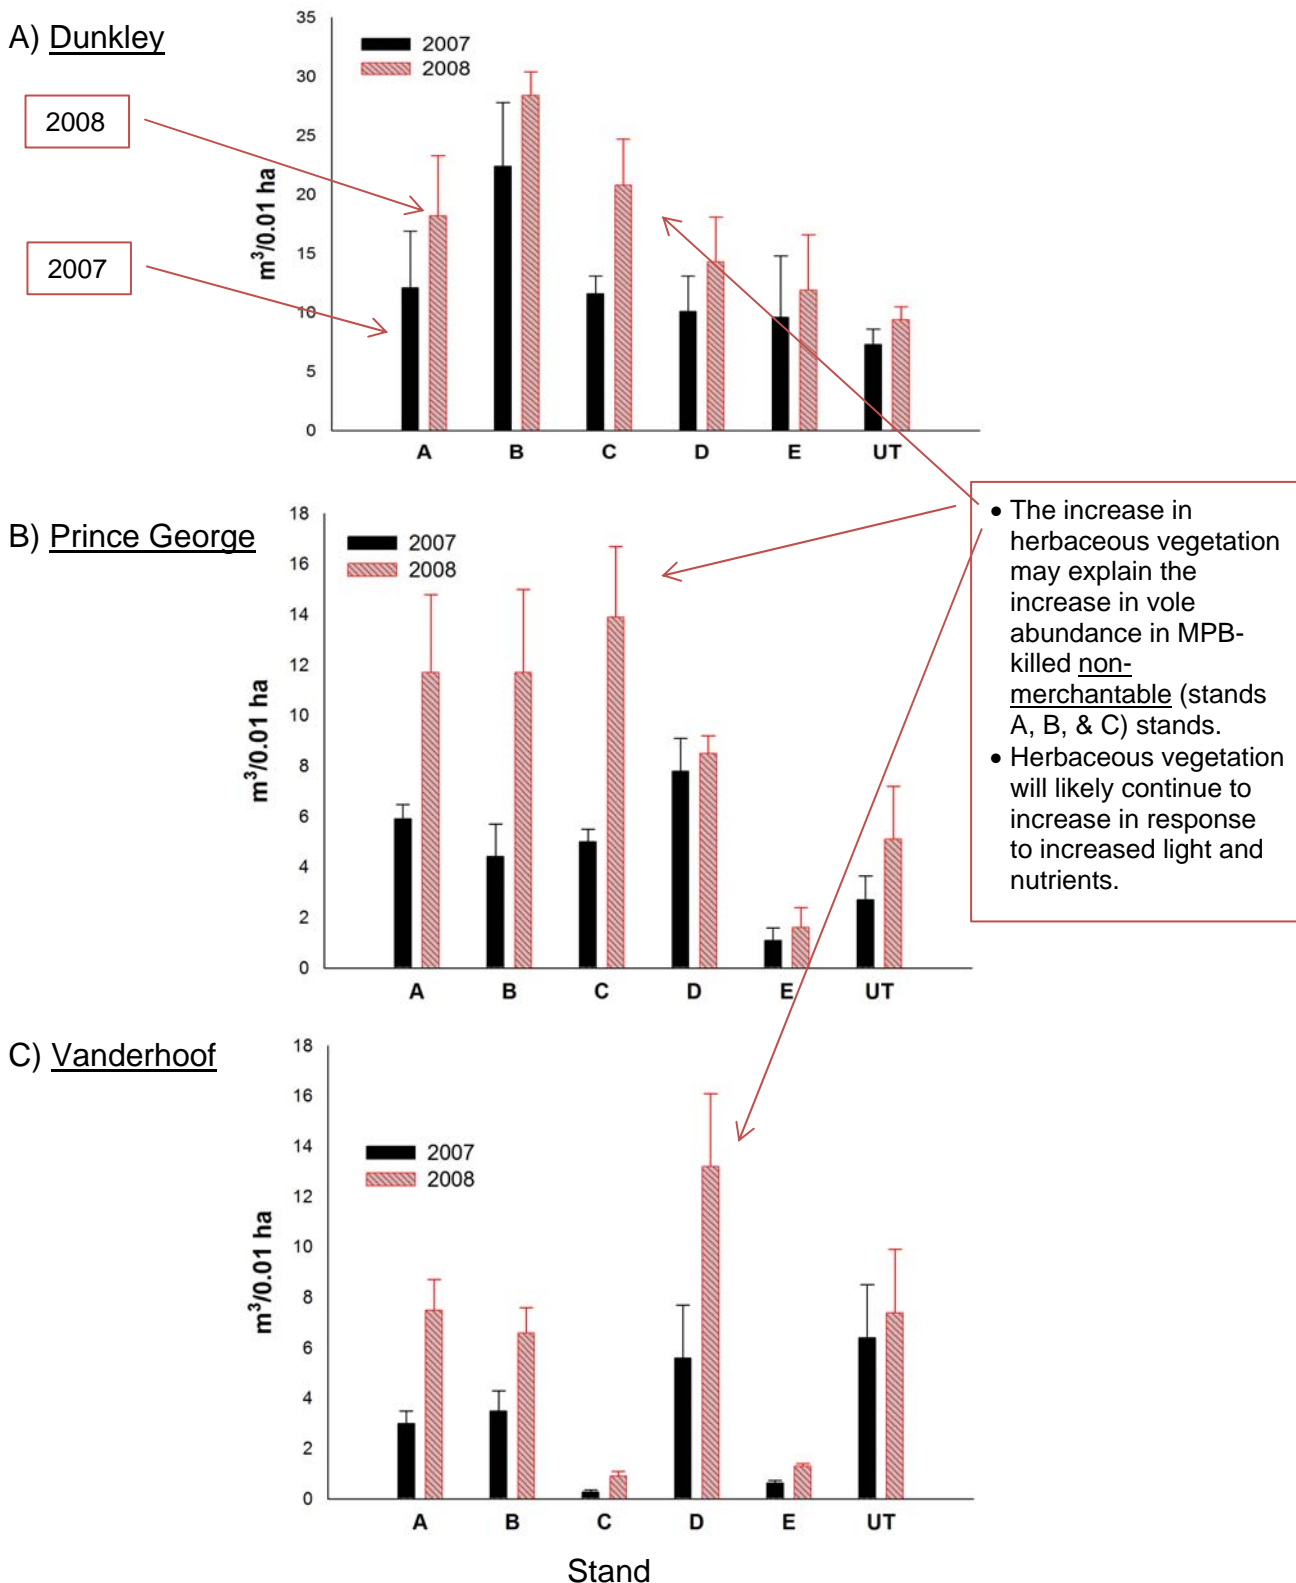 A) Dunkley
2008
2007
35
30
25
20
15
10
5
0
m³/0.01 ha
2007
2008
A B C D E UT
B) Prince George
18
16
14
12
10
8
6
4
2
0
m³/0.01 ha
2007
2008
A B C D E UT
• The increase in
herbaceous vegetation
may explain the
increase in vole
abundance in MPB-
killed non-
merchantable (stands
A, B, & C) stands.
• Herbaceous vegetation
will likely continue to
increase in response
to increased light and
nutrients.
C) Vanderhoof
18
16
14
12
10
8
6
4
2
0
m³/0.01 ha
2007
2008
A B C D E UT
Stand